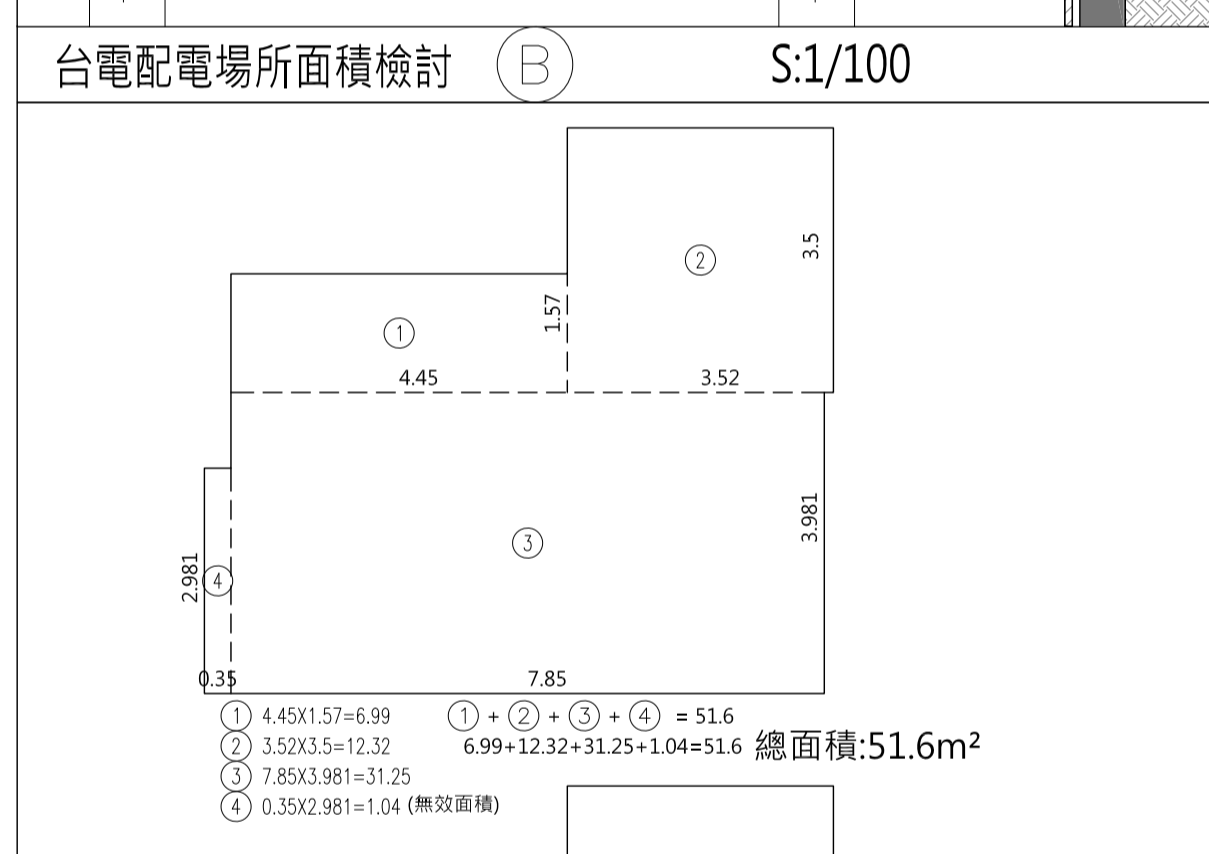 台電配電場所面積檢討 B S:1/100
2
3.5
1.57
1
4.45 3.52
3.981
3
2.981
4
0.35 7.85
1 4.45X1.57=6.99 1 + 2 + 3 + 4 = 51.6
2 3.52X3.5=12.32 6.99+12.32+31.25+1.04=51.6 總面積:51.6m²
3 7.85X3.981=31.25
4 0.35X2.981=1.04 (無效面積)